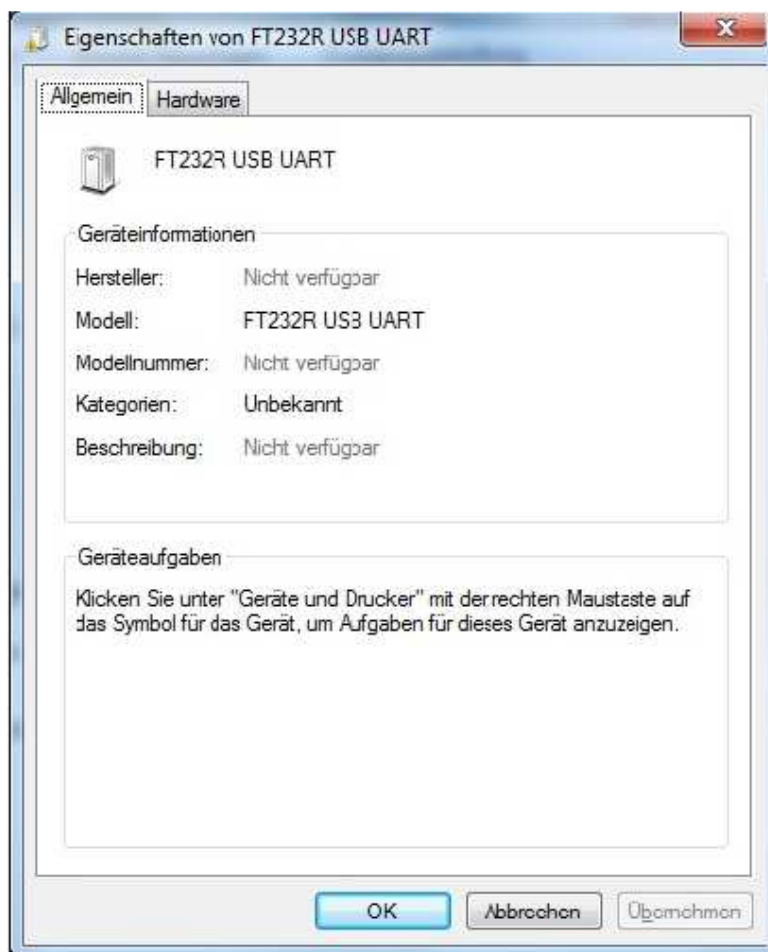 Eigenschaften von FT232R USB UART
Allgemein
Hardware
FT232R USB UART
Geräteinformationen
Hersteller: Nicht verfügbar
Modell: FT232R USB UART
Modellnummer: Nicht verfügbar
Kategorien: Unbekannt
Beschreibung: Nicht verfügbar
Geräteaufgaben
Klicken Sie unter "Geräte und Drucker" mit der rechten Maustaste auf
das Symbol für das Gerät, um Aufgaben für dieses Gerät anzuzeigen.
OK
Abbrechen
Übernehmen